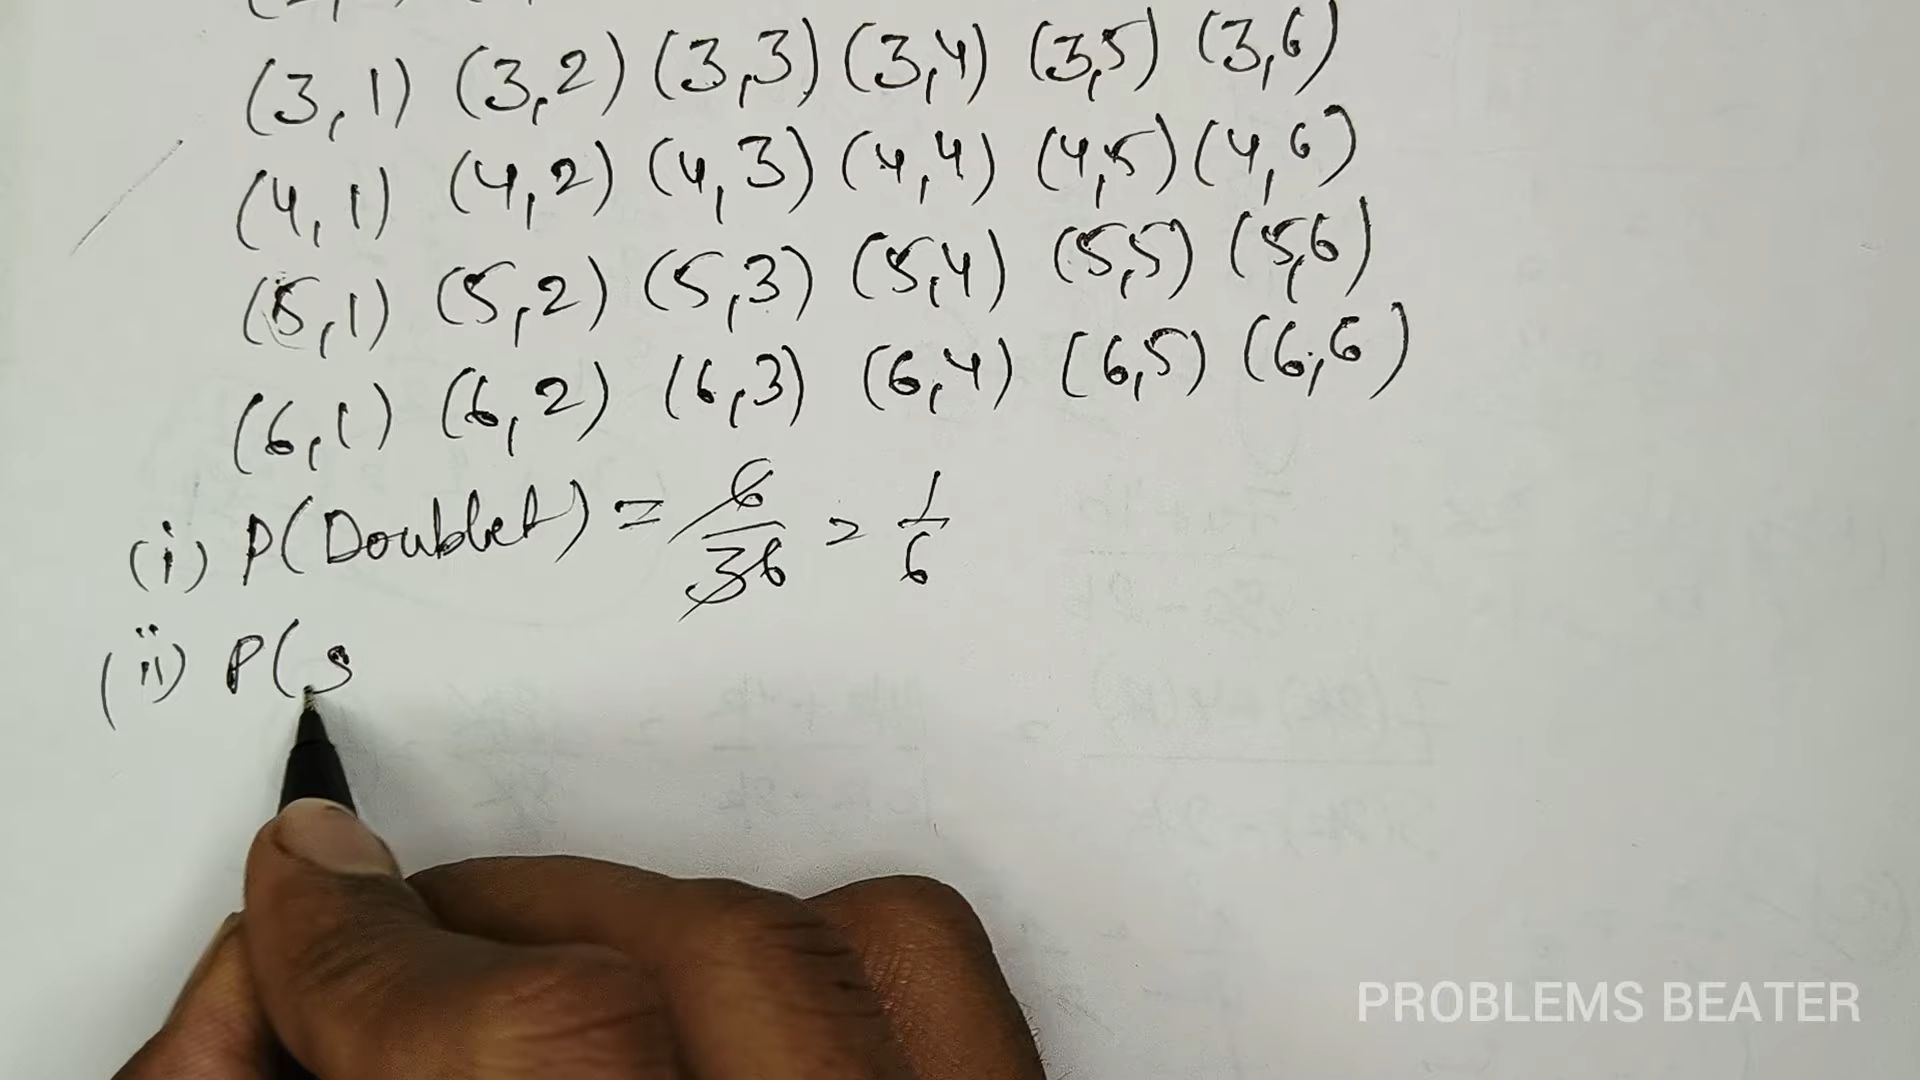 (3,1) (3,2) (3,3) (3,4) (3,5) (3,6)
(4,1) (4,2) (4,3) (4,4) (4,5) (4,6)
(5,1) (5,2) (5,3) (5,4) (5,5) (5,6)
(6,1) (6,2) (6,3) (6,4) (6,5) (6,6)
(i) P(Doublet) = 6/36 = 1/6
(ii) P(s
PROBLEMS BEATER